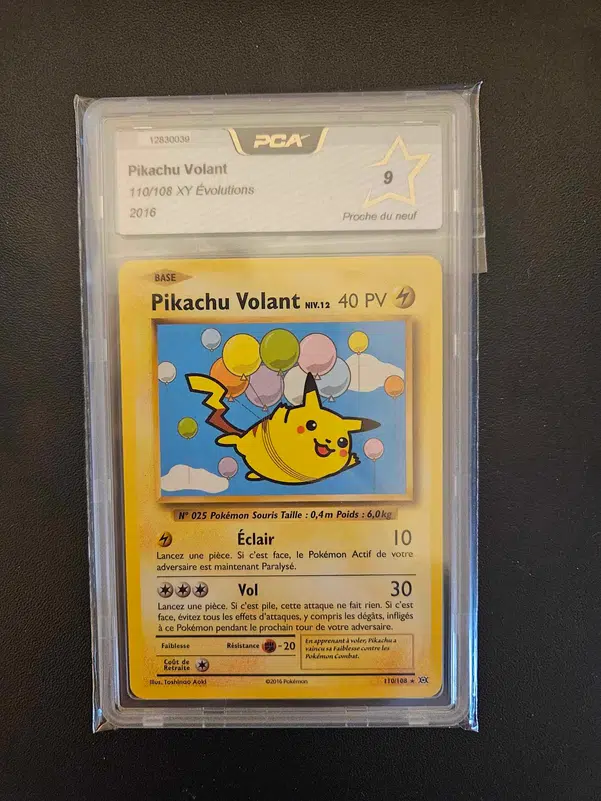 12830039
PCA
Pikachu Volant
110/108 XY Évolutions
2016
9
Proche du neuf
BASE
Pikachu Volant NIV.12 40 PV
N° 025 Pokémon Souris Taille : 0,4m Poids : 6,0kg
Éclair 10
Lancez une pièce. Si c'est face, le Pokémon Actif de votre
adversaire est maintenant Paralysé.
Vol 30
Lancez une pièce. Si c'est pile, cette attaque ne fait rien. Si c'est
face, évitez tous les effets d'attaques, y compris les dégâts, infligés
à ce Pokémon pendant le prochain tour de votre adversaire.
Faiblesse Résistance -20
Coût de
Retraite
En apprenant à voler, Pikachu a
vaincu sa Faiblesse contre les
Pokémon Combat.
Illus. Toshinao Aoki ©2016 Pokémon 110/108 ★ XY